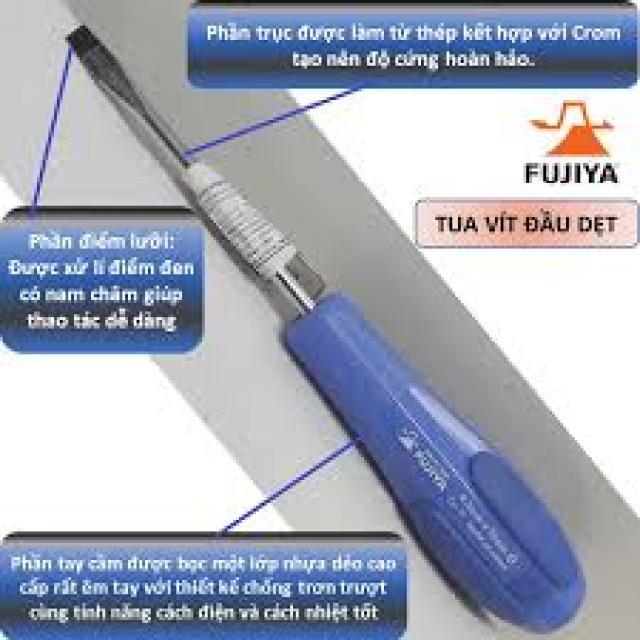 Phần trục được làm từ thép kết hợp với Crom
tạo nên độ cứng hoàn hảo.
FUJIYA
TUA VÍT ĐẦU DẸT
Phần điểm lưỡi:
Được xử lí điểm đen
có nam châm giúp
thao tác dễ dàng
FUJIYA
Phần tay cầm được bọc một lớp nhựa dẻo cao
cấp rất êm tay với thiết kế chống trơn trượt
cùng tính năng cách điện và cách nhiệt tốt